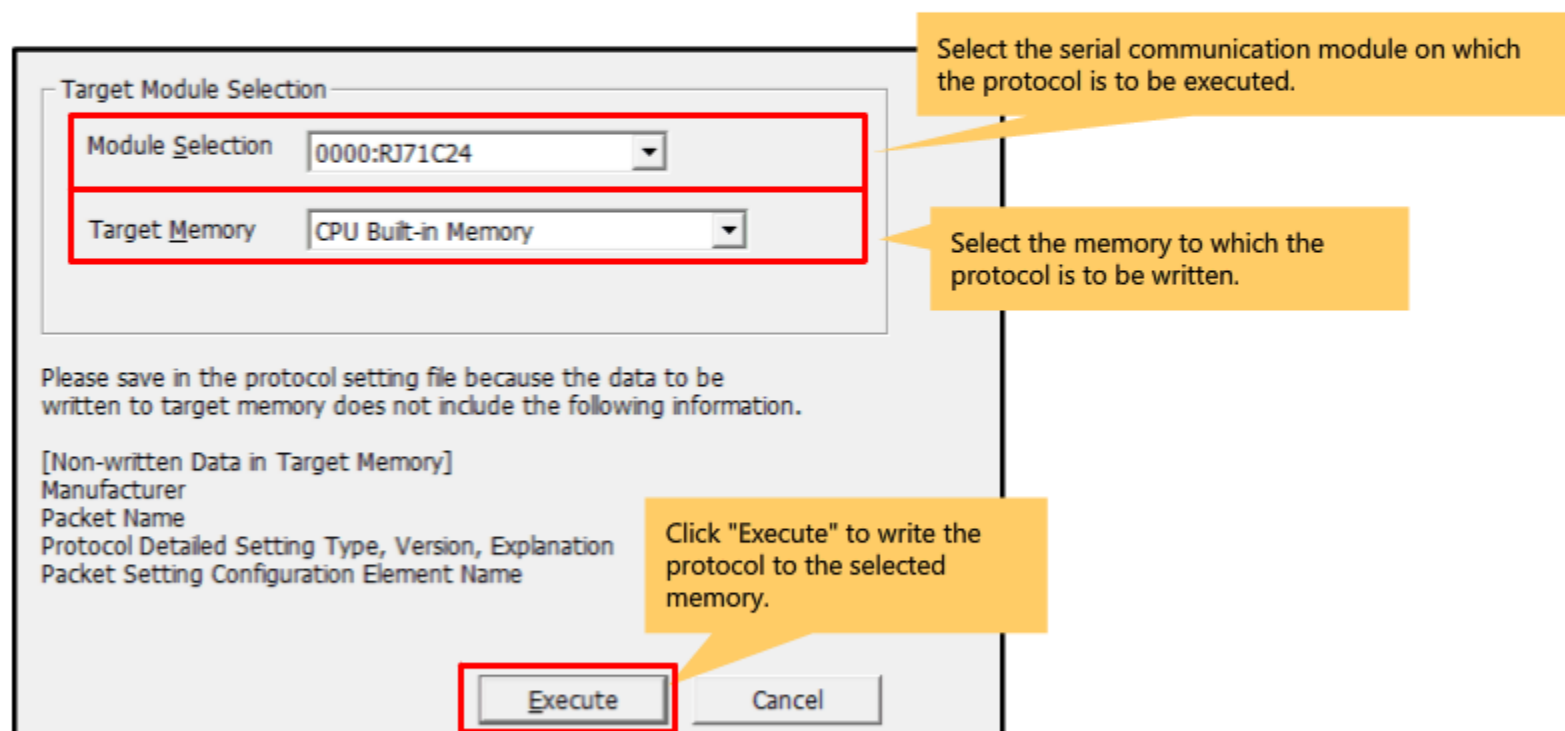 Select the serial communication module on which
the protocol is to be executed.
Target Module Selection
Module Selection
0000:RJ71C24
Target Memory
CPU Built-in Memory
Select the memory to which the
protocol is to be written.
Please save in the protocol setting file because the data to be
written to target memory does not include the following information.
[Non-written Data in Target Memory]
Manufacturer
Packet Name
Protocol Detailed Setting Type, Version, Explanation
Packet Setting Configuration Element Name
Click "Execute" to write the
protocol to the selected
memory.
Execute
Cancel